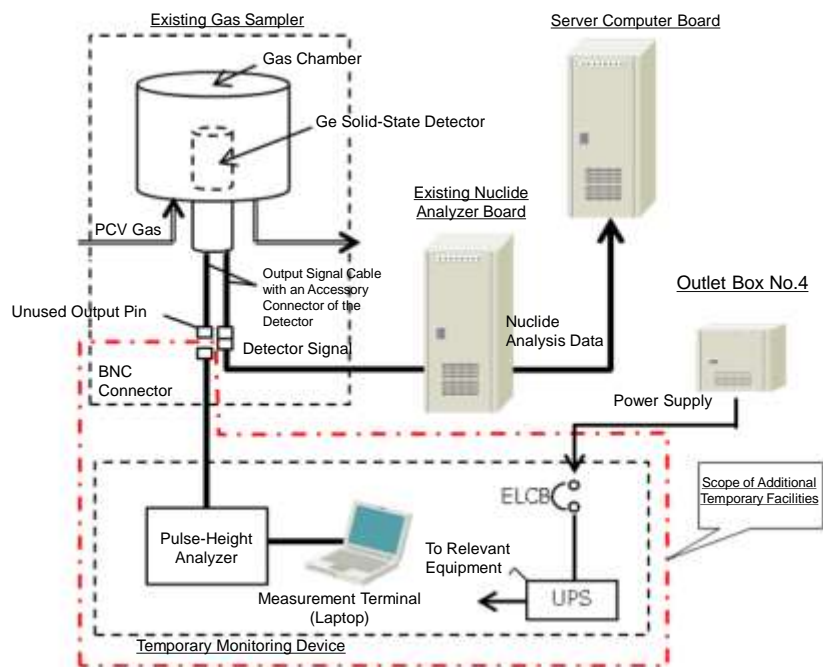 Existing Gas Sampler
Server Computer Board
Gas Chamber
Ge Solid-State Detector
Existing Nuclide
Analyzer Board
PCV Gas
Output Signal Cable
with an Accessory
Connector of the
Detector
Outlet Box No.4
Unused Output Pin
Nuclide
Analysis Data
Detector Signal
BNC
Connector
Power Supply
ELCB
Scope of Additional
Temporary Facilities
Pulse-Height
Analyzer
To Relevant
Equipment
Measurement Terminal
(Laptop)
UPS
Temporary Monitoring Device